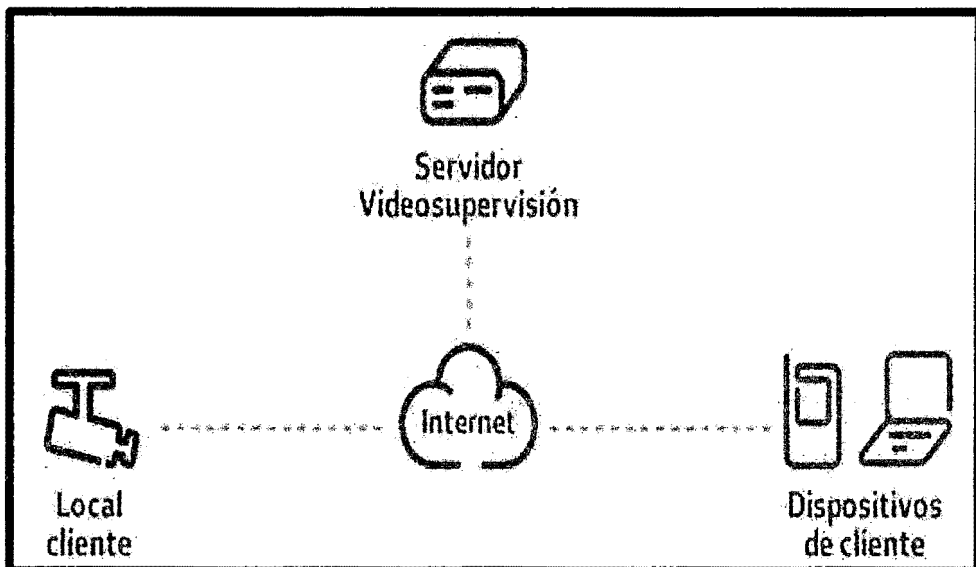 Servidor
Videosupervisión
Internet
Local
cliente
Dispositivos
de cliente